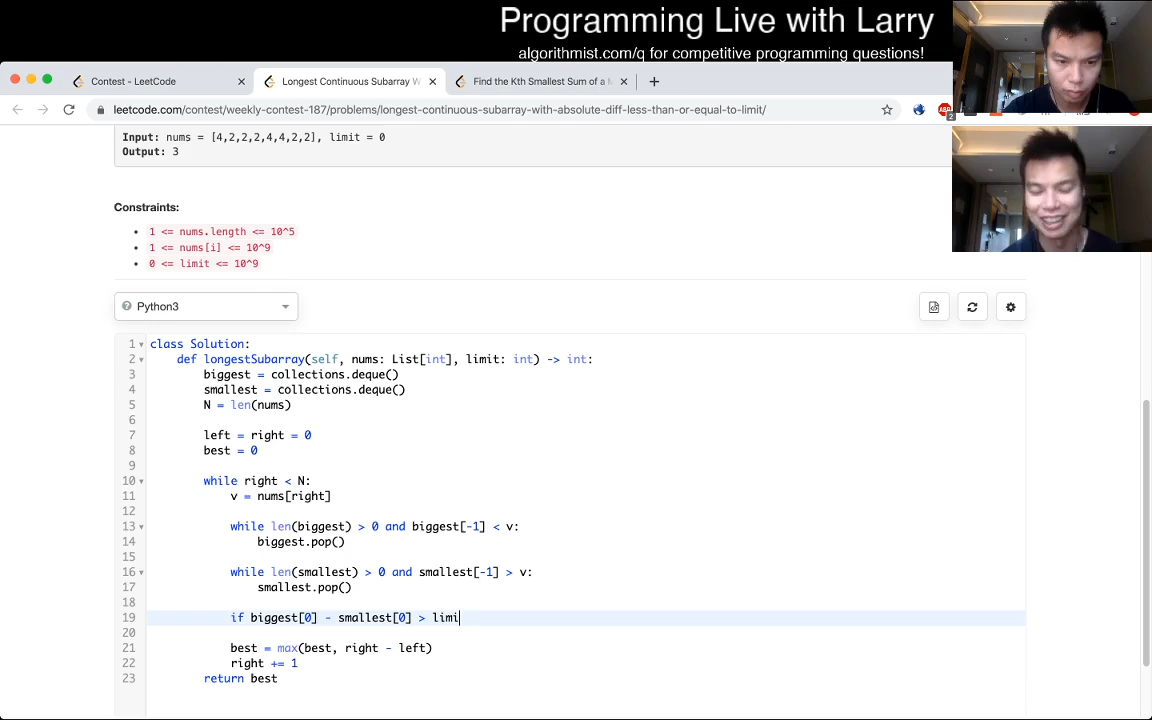 Programming Live with Larry
algorithmist.com/q for competitive programming questions!
Contest - LeetCode
Longest Continuous Subarray W
Find the Kth Smallest Sum of a M
leetcode.com/contest/weekly-contest-187/problems/longest-continuous-subarray-with-absolute-diff-less-than-or-equal-to-limit/
Input: nums = [4,2,2,2,4,4,2,2], limit = 0
Output: 3
Constraints:
1 <= nums.length <= 10^5
1 <= nums[i] <= 10^9
0 <= limit <= 10^9
Python3
1 class Solution:
2 def longestSubarray(self, nums: List[int], limit: int) -> int:
3 biggest = collections.deque()
4 smallest = collections.deque()
5 N = len(nums)
6
7 left = right = 0
8 best = 0
9
10 while right < N:
11 v = nums[right]
12
13 while len(biggest) > 0 and biggest[-1] < v:
14 biggest.pop()
15
16 while len(smallest) > 0 and smallest[-1] > v:
17 smallest.pop()
18
19 if biggest[0] - smallest[0] > limi
20
21 best = max(best, right - left)
22 right += 1
23 return best